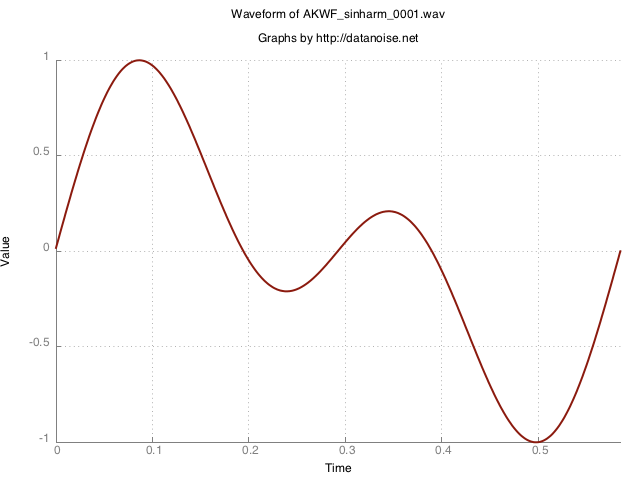 Waveform of AKWF_sinharm_0001.wav
Graphs by http://datanoise.net
1
0.5
0
-0.5
-1
Value
0 0.1 0.2 0.3 0.4 0.5
Time